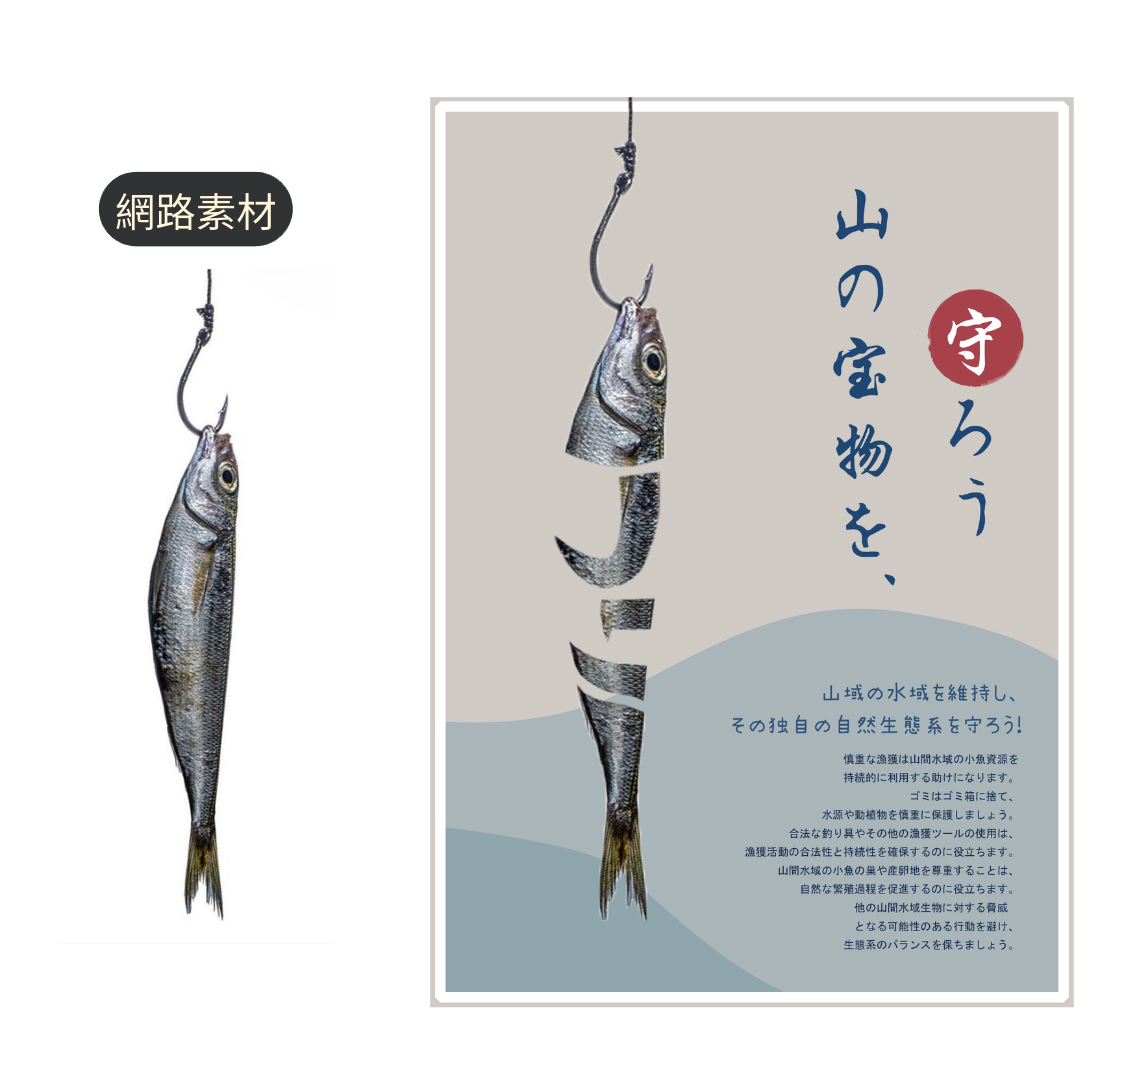 網路素材
守ろう
山の宝物を、
山域の水域を維持し、
その独自の自然生態系を守ろう!
慎重な漁獲は山間水域の小魚資源を
持続的に利用する助けになります。
ゴミはゴミ箱に捨て、
水源や動植物を慎重に保護しましょう。
合法な釣り具やその他の漁獲ツールの使用は、
漁獲活動の合法性と持続性を確保するのに役立ちます。
山間水域の小魚の巣や産卵地を尊重することは、
自然な繁殖過程を促進するのに役立ちます。
他の山間水域生物に対する脅威
となる可能性のある行動を避け、
生態系のバランスを保ちましょう。